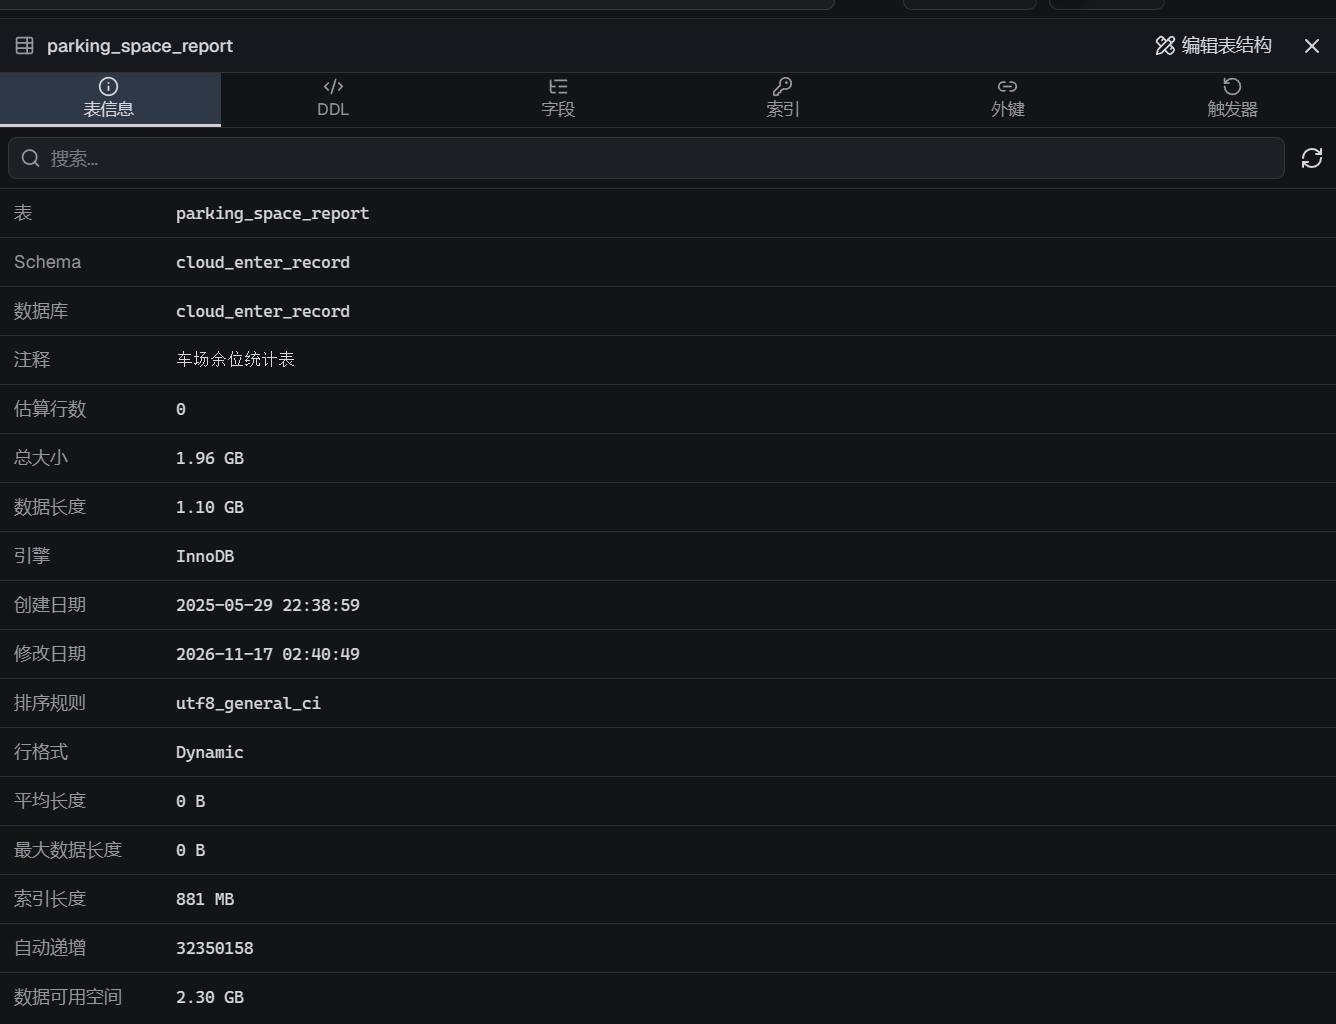 parking_space_report
编辑表结构
表信息
DDL
字段
索引
外键
触发器
搜索...
表 parking_space_report
Schema cloud_enter_record
数据库 cloud_enter_record
注释 车场余位统计表
估算行数 0
总大小 1.96 GB
数据长度 1.10 GB
引擎 InnoDB
创建日期 2025-05-29 22:38:59
修改日期 2026-11-17 02:40:49
排序规则 utf8_general_ci
行格式 Dynamic
平均长度 0 B
最大数据长度 0 B
索引长度 881 MB
自动递增 32350158
数据可用空间 2.30 GB